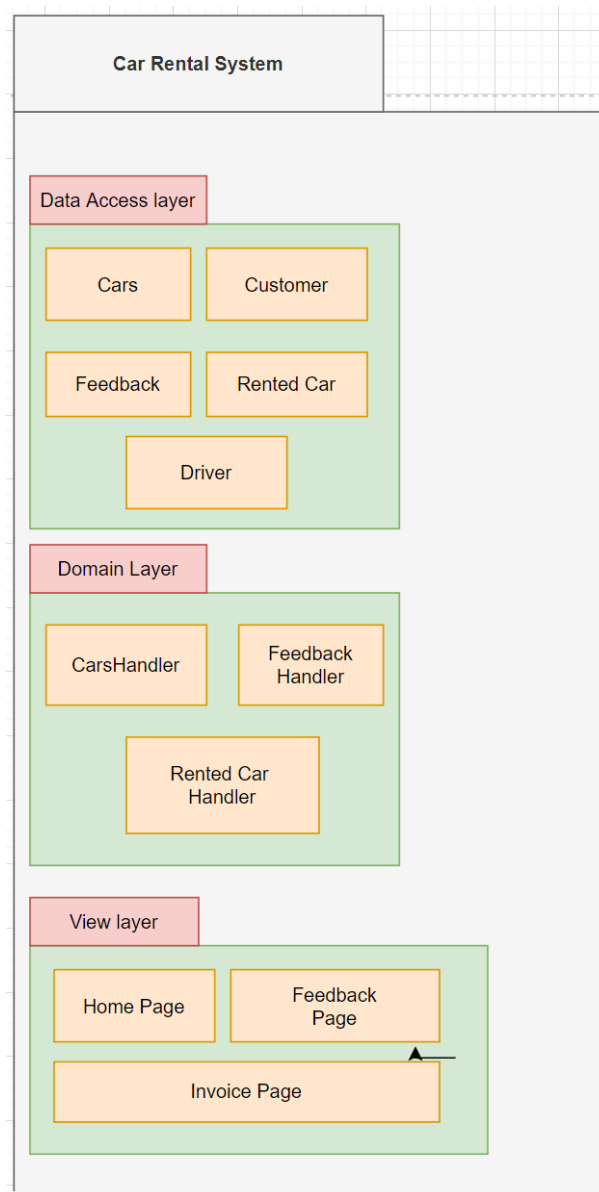 Car Rental System
Data Access layer
Cars
Customer
Feedback
Rented Car
Driver
Domain Layer
CarsHandler
Feedback
Handler
Rented Car
Handler
View layer
Home Page
Feedback
Page
Invoice Page